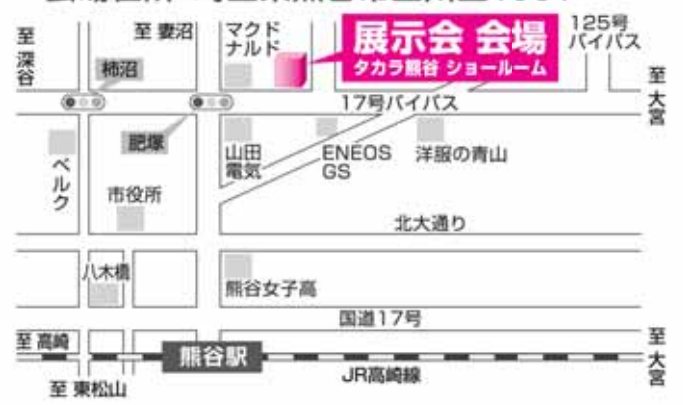 至 深谷
至 妻沼
マクド
ナルド
展示会 会場
タカラ熊谷 ショールーム
125号
バイパス
至 大宮
柿沼
17号バイパス
肥塚
ベルク
山田
電気
ENEOS
GS
洋服の青山
市役所
北大通り
八木橋
熊谷女子高
国道17号
至 高崎
熊谷駅
至 大宮
JR高崎線
至 東松山